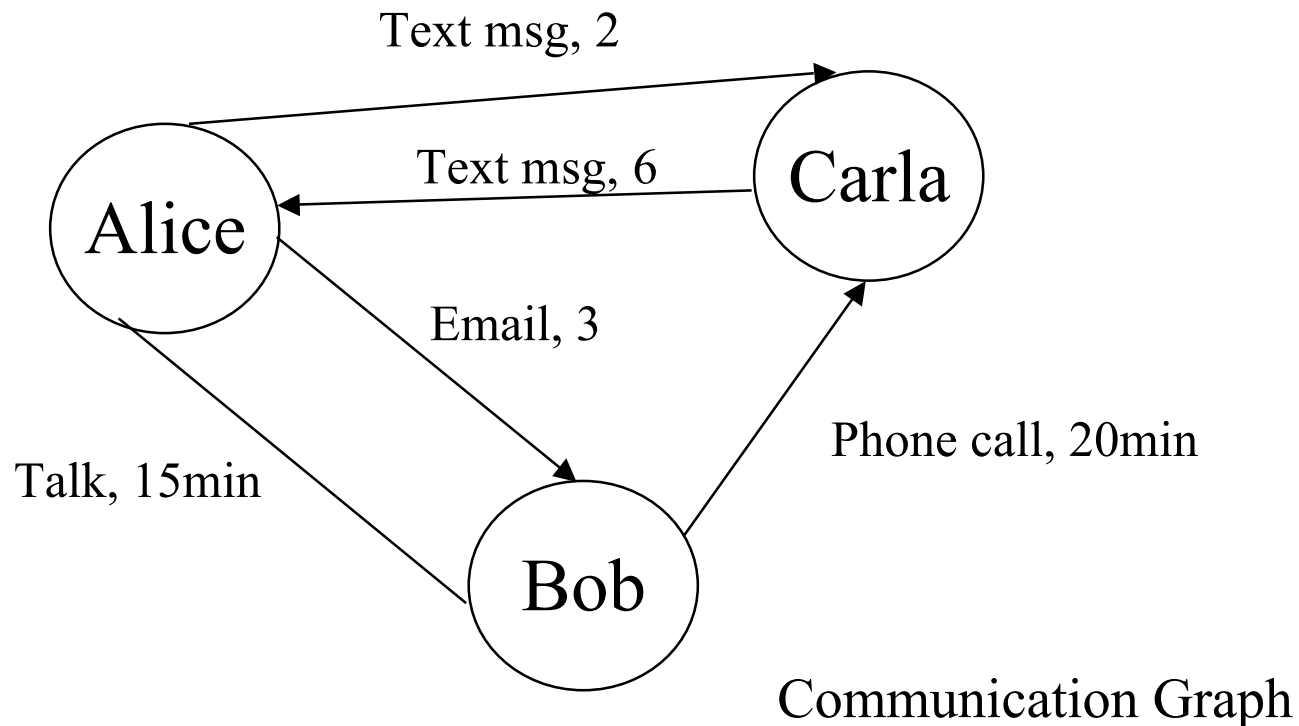 Text msg, 2
Text msg, 6
Carla
Alice
Email, 3
Phone call, 20min
Talk, 15min
Bob
Communication Graph